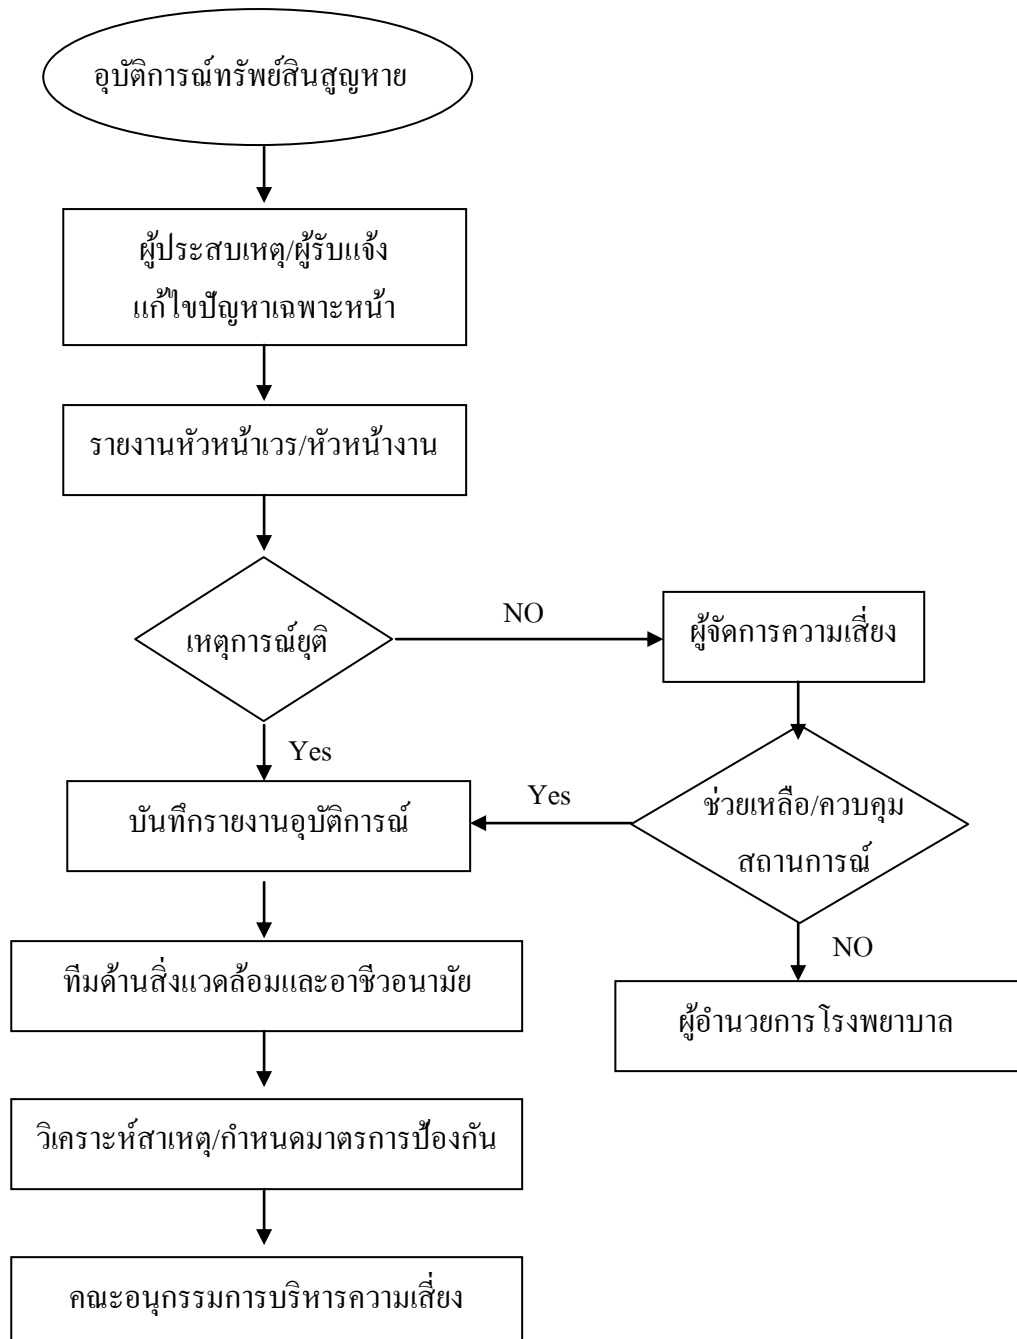 อุบัติการณ์ทรัพย์สินสูญหาย
ผู้ประสบเหตุ/ผู้รับแจ้ง
แก้ไขปัญหาเฉพาะหน้า
รายงานหัวหน้าเวร/หัวหน้างาน
เหตุการณ์ยุติ
NO
ผู้จัดการความเสี่ยง
Yes
บันทึกรายงานอุบัติการณ์
Yes
ช่วยเหลือ/ควบคุม
สถานการณ์
NO
ผู้อำนวยการโรงพยาบาล
ทีมด้านสิ่งแวดล้อมและอาชีวอนามัย
วิเคราะห์สาเหตุ/กำหนดมาตรการป้องกัน
คณะอนุกรรมการบริหารความเสี่ยง